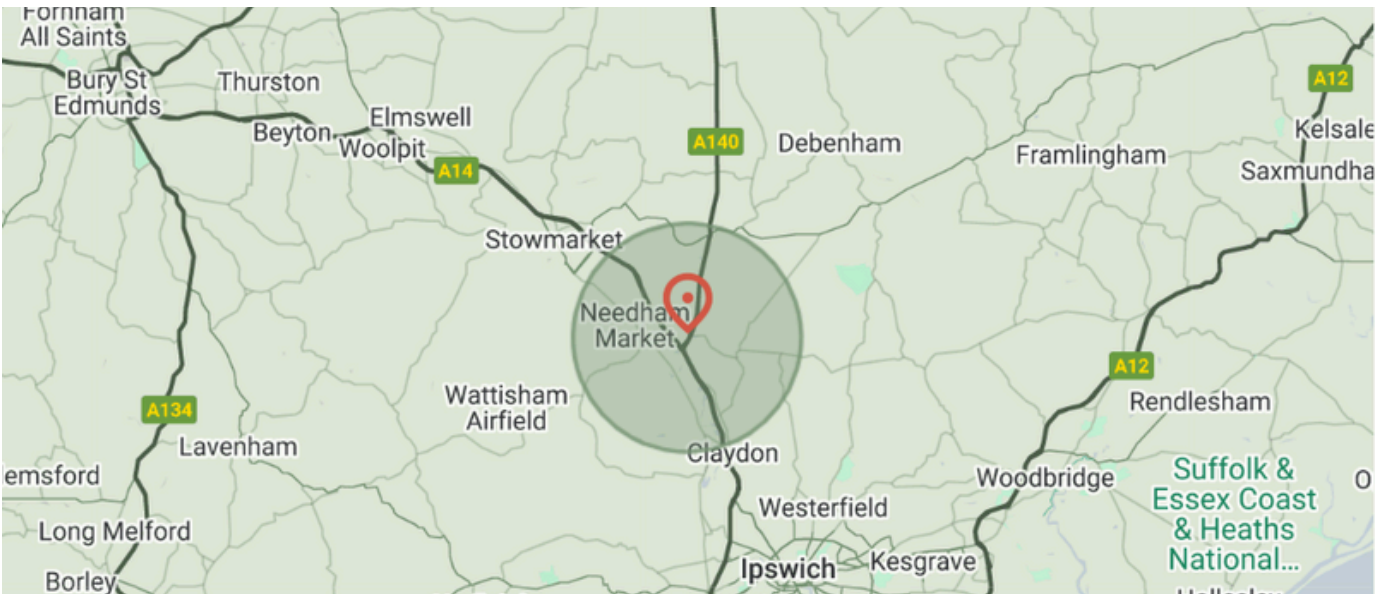 Fornham
All Saints
Bury St
Edmunds
Thurston
Beyton
Elmswell
Woolpit
A14
A140
Debenham
Framlingham
A12
Kelsale
Saxmundha
Stowmarket
Needham
Market
Wattisham
Airfield
A134
Lavenham
emsford
Long Melford
Borley
Claydon
Westerfield
Ipswich
Kesgrave
Woodbridge
A12
Rendlesham
Suffolk &
Essex Coast
& Heaths
National...
O